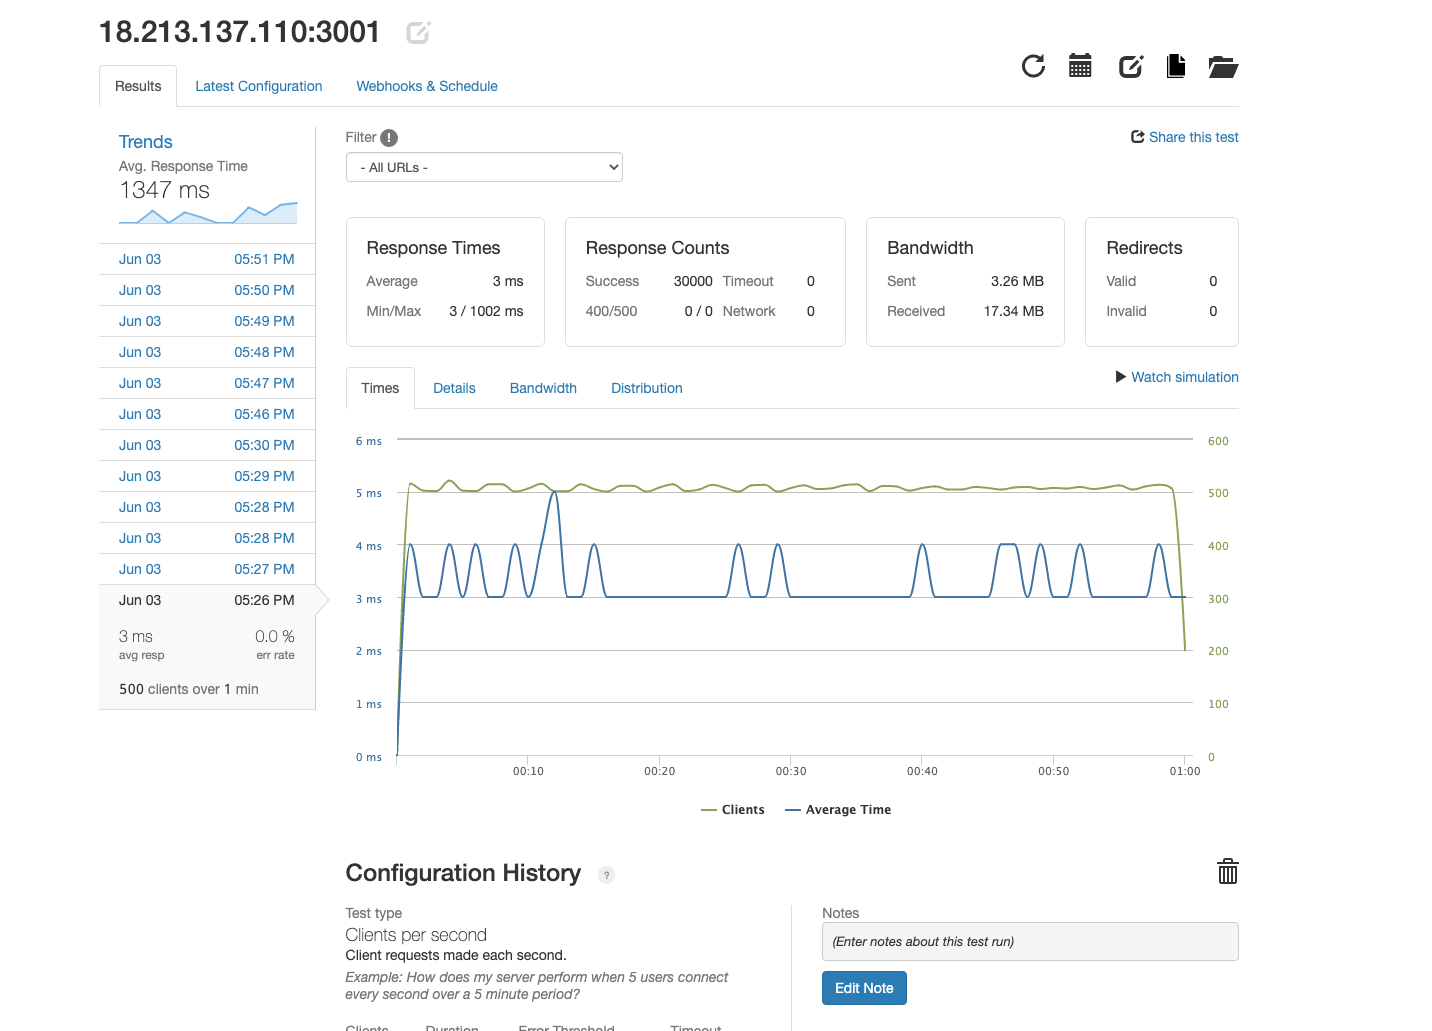 18.213.137.110:3001
Results Latest Configuration Webhooks & Schedule
Trends
Avg. Response Time
1347 ms
Jun 03 05:51 PM
Jun 03 05:50 PM
Jun 03 05:49 PM
Jun 03 05:48 PM
Jun 03 05:47 PM
Jun 03 05:46 PM
Jun 03 05:30 PM
Jun 03 05:29 PM
Jun 03 05:28 PM
Jun 03 05:28 PM
Jun 03 05:27 PM
Jun 03 05:26 PM
3 ms 0.0 %
avg resp err rate
500 clients over 1 min
Filter !
Share this test
- All URLs -
Response Times
Average 3 ms
Min/Max 3 / 1002 ms
Response Counts
Success 30000 Timeout 0
400/500 0 / 0 Network 0
Bandwidth
Sent 3.26 MB
Received 17.34 MB
Redirects
Valid 0
Invalid 0
Times Details Bandwidth Distribution
Watch simulation
6 ms 600
5 ms 500
4 ms 400
3 ms 300
2 ms 200
1 ms 100
0 ms 0
00:10 00:20 00:30 00:40 00:50 01:00
Clients Average Time
Configuration History ?
Test type
Clients per second
Client requests made each second.
Example: How does my server perform when 5 users connect
every second over a 5 minute period?
Clients Duration Error Threshold Timeout
Notes
(Enter notes about this test run)
Edit Note